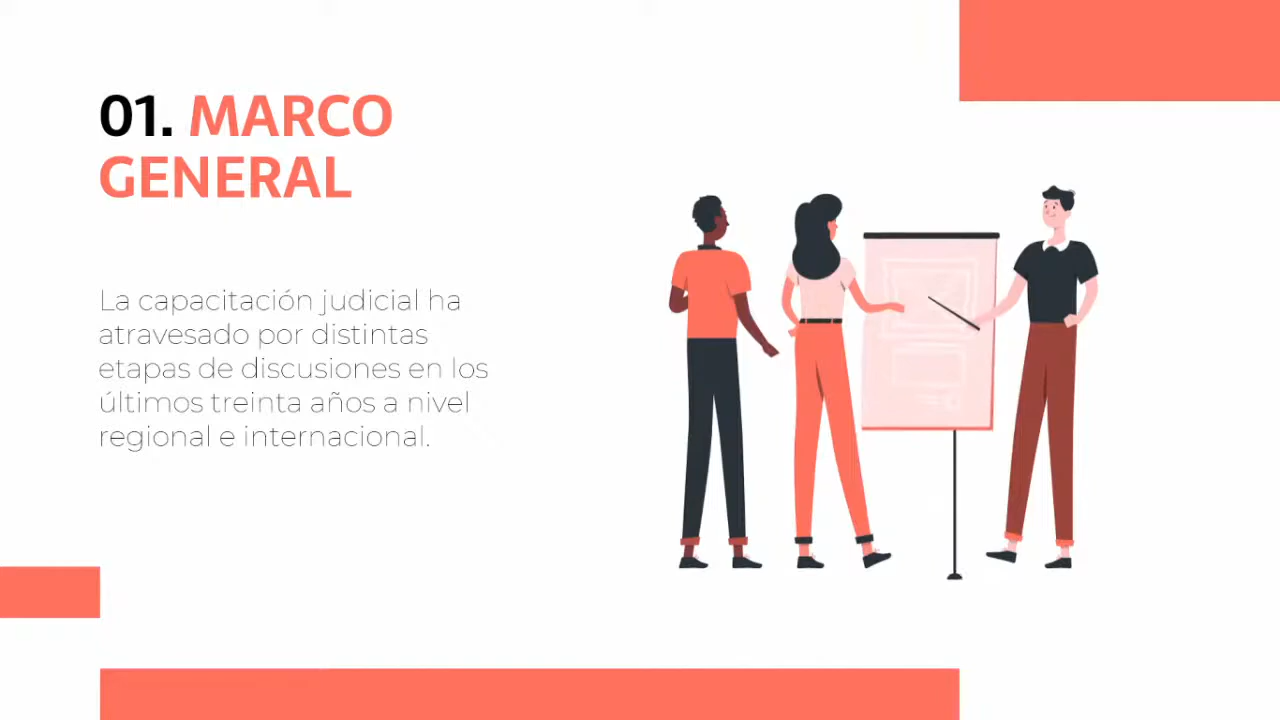 01. MARCO
GENERAL
La capacitación judicial ha
atravesado por distintas
etapas de discusiones en los
últimos treinta años a nivel
regional e internacional.